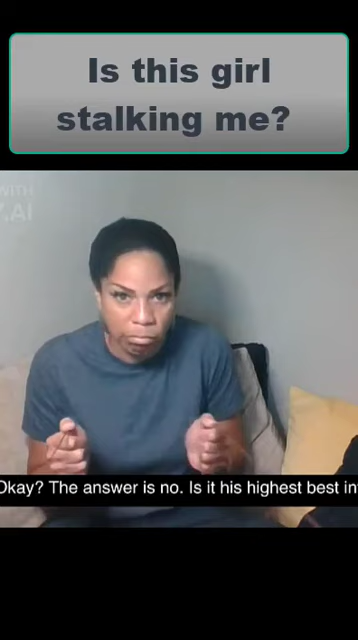 Is this girl
stalking me?
Okay? The answer is no. Is it his highest best in